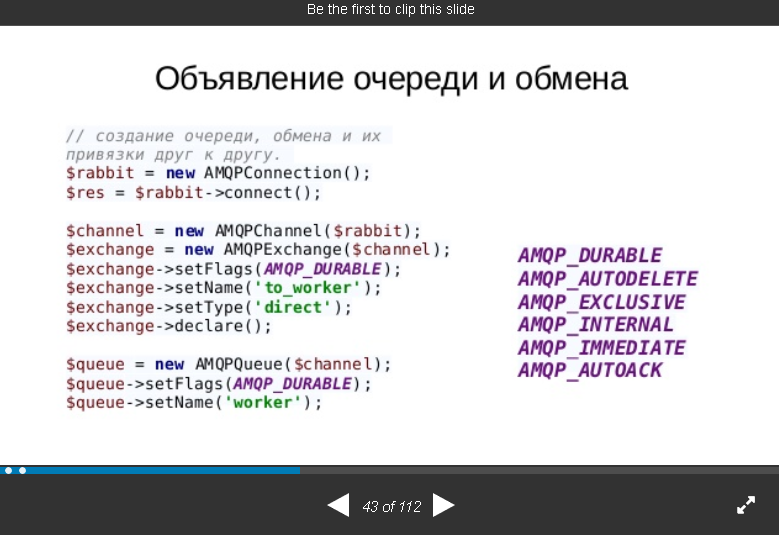 Be the first to clip this slide
Объявление очереди и обмена
// создание очереди, обмена и их
привязки друг к другу.
$rabbit = new AMQPConnection();
$res = $rabbit->connect();
$channel = new AMQPChannel($rabbit);
$exchange = new AMQPExchange($channel);
$exchange->setFlags(AMQP_DURABLE);
$exchange->setName('to_worker');
$exchange->setType('direct');
$exchange->declare();
$queue = new AMQPQueue($channel);
$queue->setFlags(AMQP_DURABLE);
$queue->setName('worker');
AMQP_DURABLE
AMQP_AUTODELETE
AMQP_EXCLUSIVE
AMQP_INTERNAL
AMQP_IMMEDIATE
AMQP_AUTOACK
43 of 112